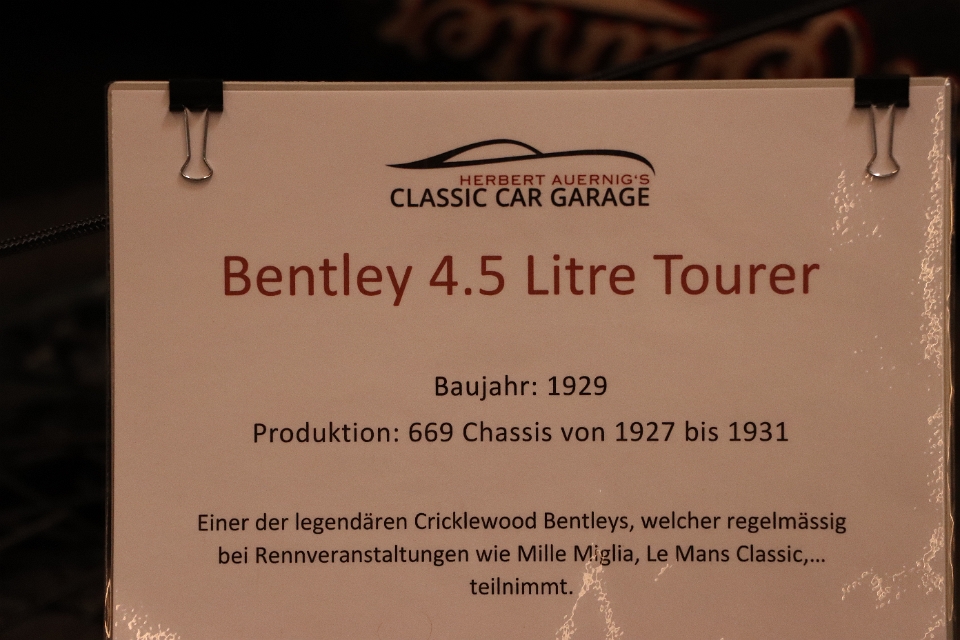 HERBERT AUERNIG'S
CLASSIC CAR GARAGE
Bentley 4.5 Litre Tourer
Baujahr: 1929
Produktion: 669 Chassis von 1927 bis 1931
Einer der legendären Cricklewood Bentleys, welcher regelmässig
bei Rennveranstaltungen wie Mille Miglia, Le Mans Classic,...
teilnimmt.